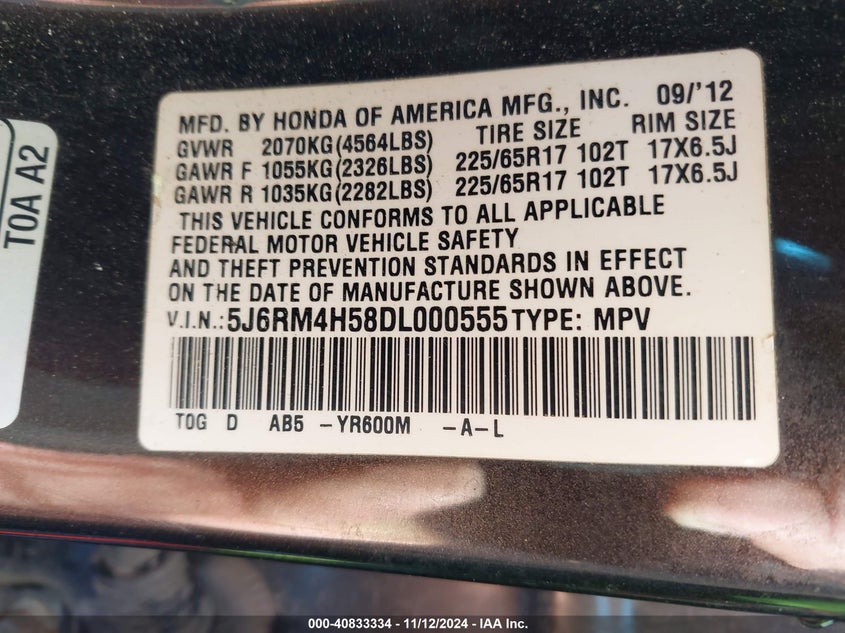 MFD. BY HONDA OF AMERICA MFG., INC. 09/'12
GVWR 2070KG(4564LBS) TIRE SIZE RIM SIZE
GAWR F 1055KG(2326LBS) 225/65R17 102T 17X6.5J
GAWR R 1035KG(2282LBS) 225/65R17 102T 17X6.5J
THIS VEHICLE CONFORMS TO ALL APPLICABLE
FEDERAL MOTOR VEHICLE SAFETY
AND THEFT PREVENTION STANDARDS IN EFFECT
ON THE DATE OF MANUFACTURE SHOWN ABOVE.
V.I.N.:5J6RM4H58DL000555 TYPE: MPV
T0G D AB5 -YR600M -A-L
T0A A2
000-40833334 - 11/12/2024 - IAA Inc.